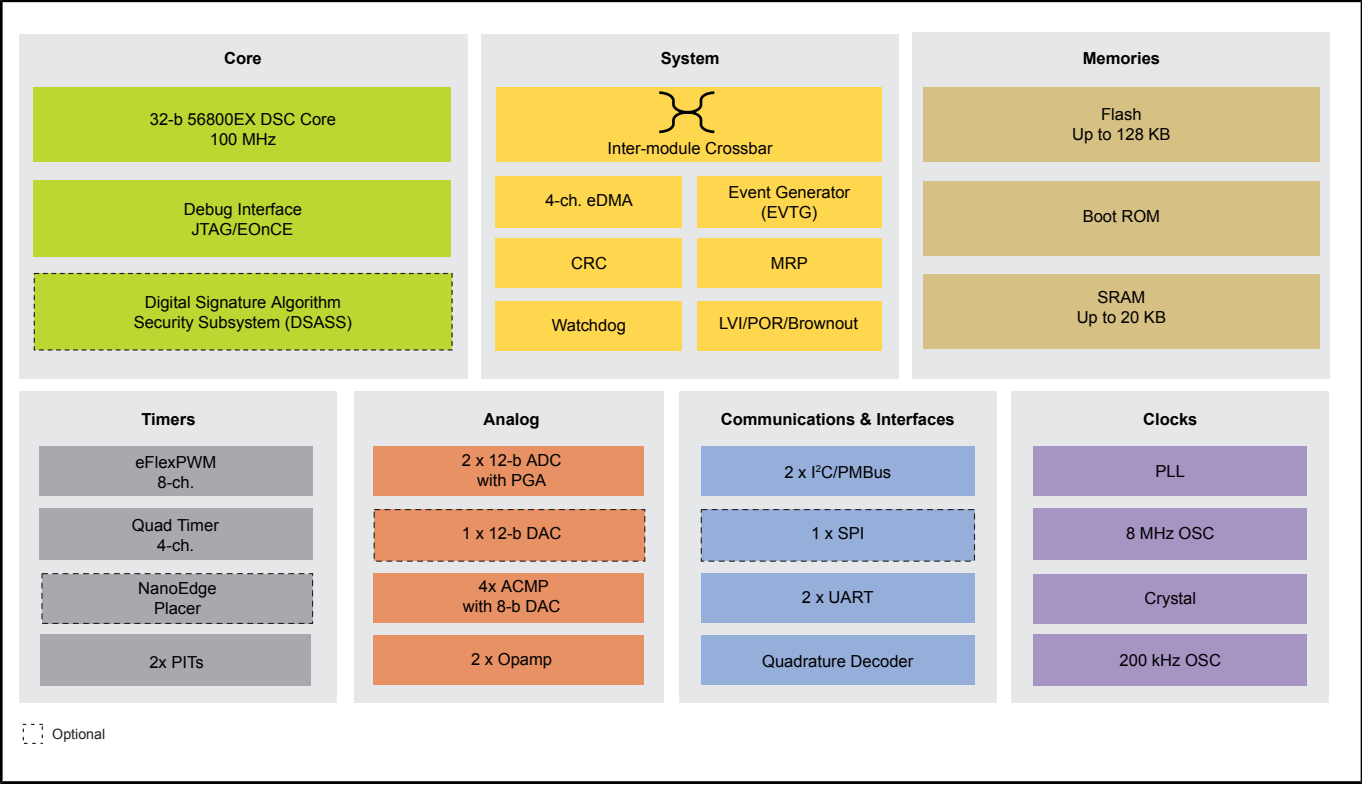 Core
32-b 56800EX DSC Core
100 MHz
Debug Interface
JTAG/EOnCE
Digital Signature Algorithm
Security Subsystem (DSASS)
System
Inter-module Crossbar
4-ch. eDMA
Event Generator
(EVTG)
CRC
MRP
Watchdog
LVI/POR/Brownout
Memories
Flash
Up to 128 KB
Boot ROM
SRAM
Up to 20 KB
Timers
eFlexPWM
8-ch.
Quad Timer
4-ch.
NanoEdge
Placer
2x PITs
Analog
2 x 12-b ADC
with PGA
1 x 12-b DAC
4x ACMP
with 8-b DAC
2 x Opamp
Communications & Interfaces
2 x I²C/PMBus
1 x SPI
2 x UART
Quadrature Decoder
Clocks
PLL
8 MHz OSC
Crystal
200 kHz OSC
Optional